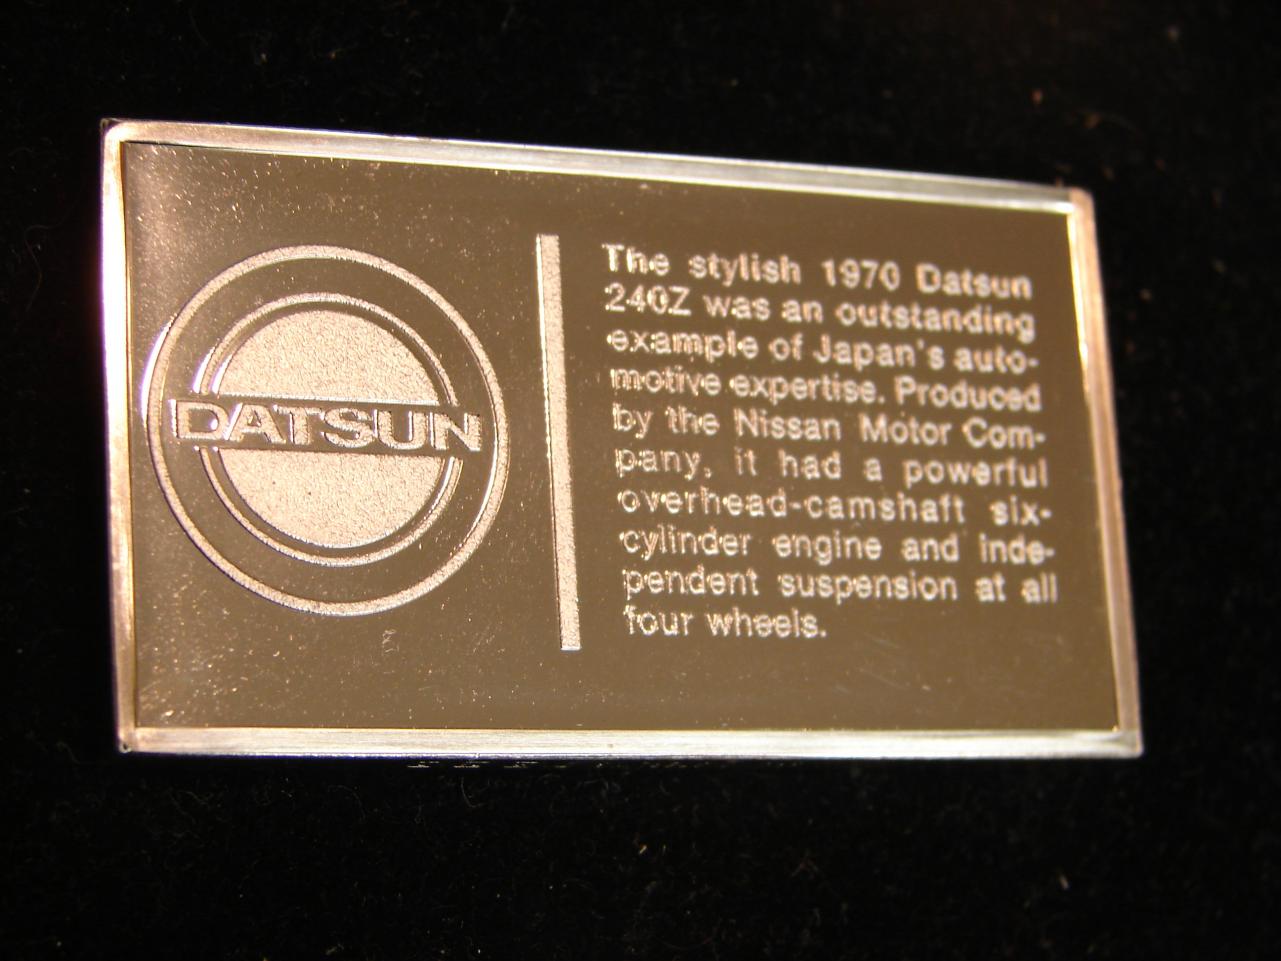 DATSUN
The stylish 1970 Datsun
240Z was an outstanding
example of Japan's auto-
motive expertise. Produced
by the Nissan Motor Com-
pany, it had a powerful
overhead-camshaft six-
cylinder engine and inde-
pendent suspension at all
four wheels.